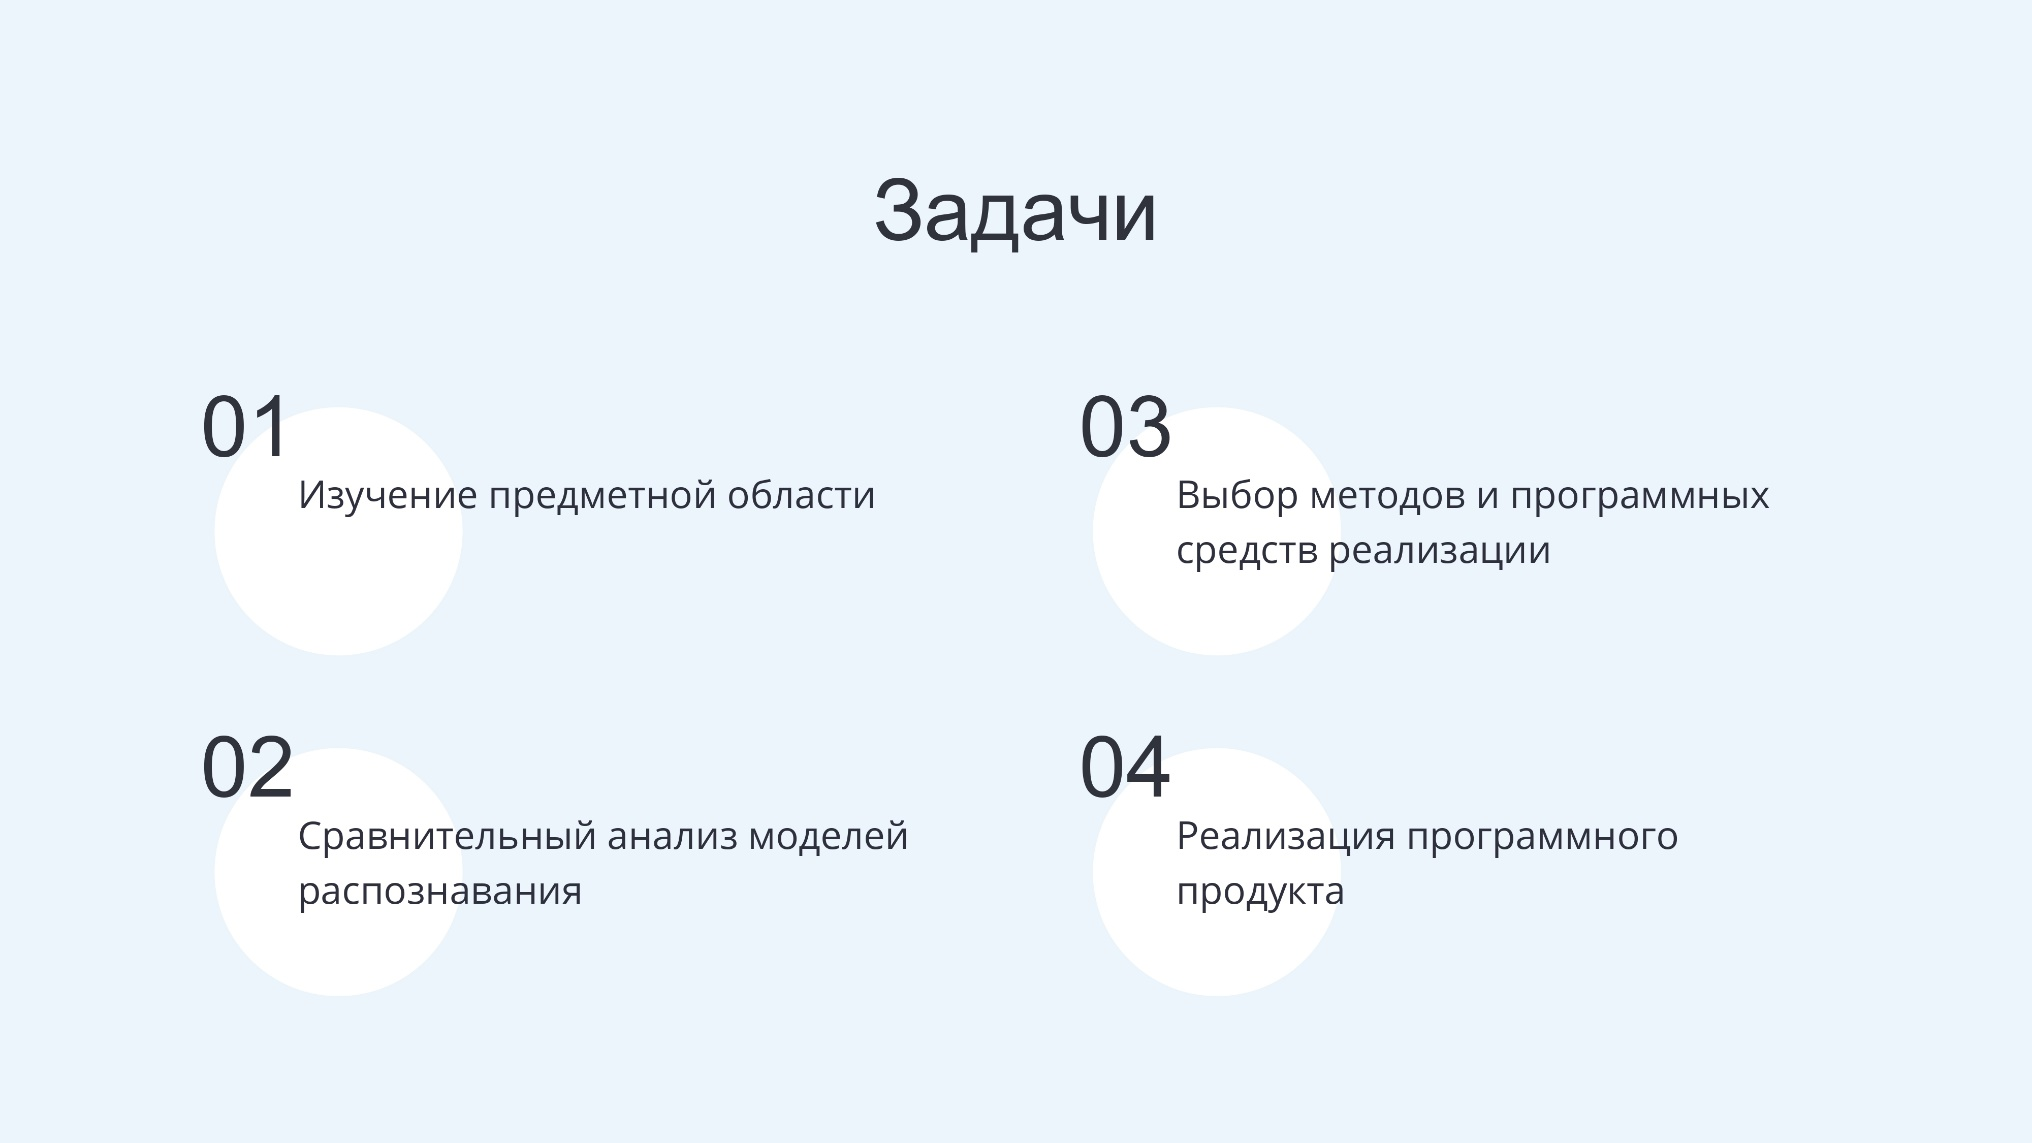 Задачи
01
Изучение предметной области
02
Сравнительный анализ моделей
распознавания
03
Выбор методов и программных
средств реализации
04
Реализация программного
продукта